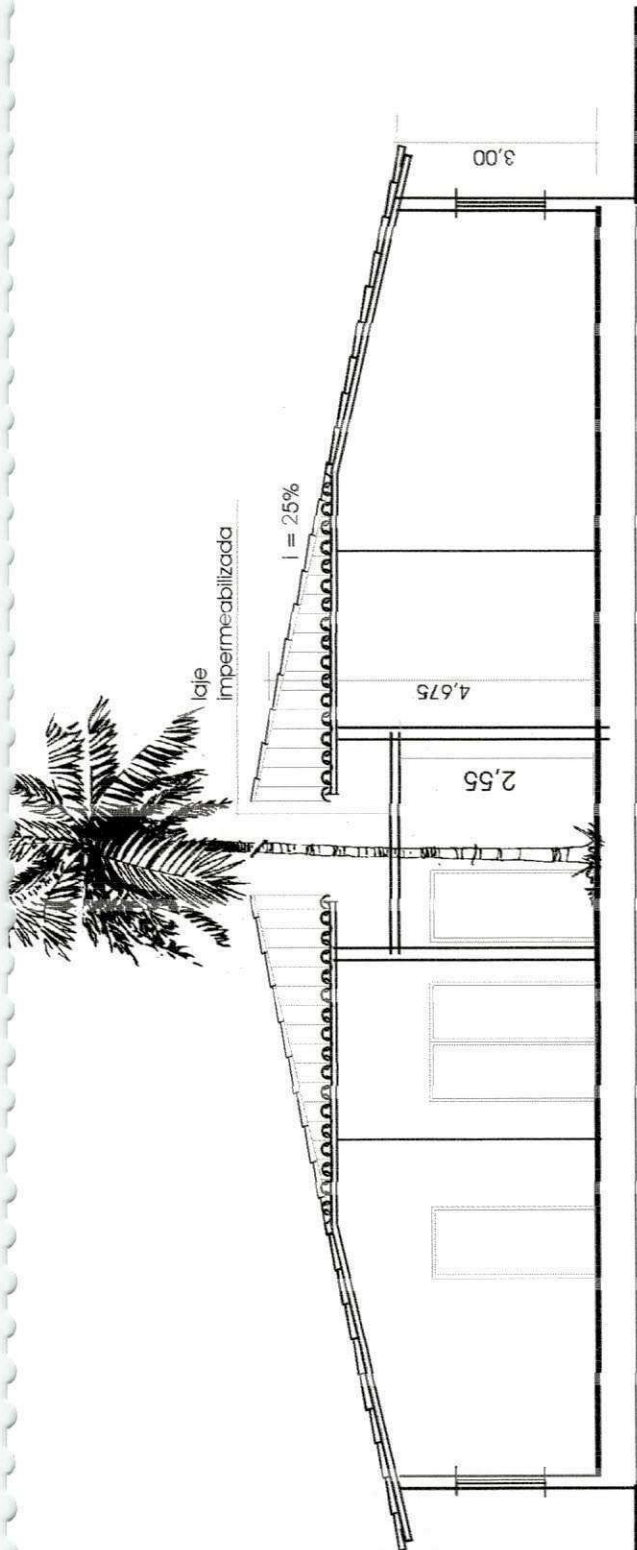 laje
impermeabilizada
i = 25%
3,00
4,675
2,55